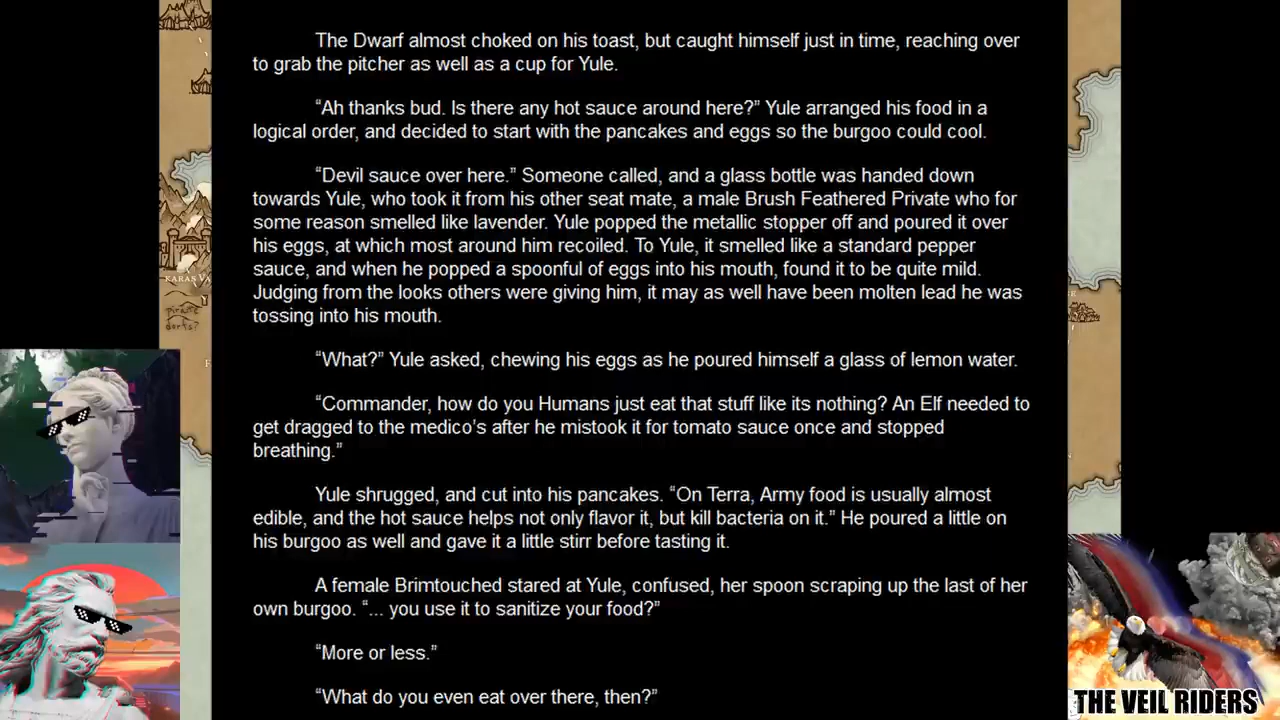 The Dwarf almost choked on his toast, but caught himself just in time, reaching over
to grab the pitcher as well as a cup for Yule.
“Ah thanks bud. Is there any hot sauce around here?” Yule arranged his food in a
logical order, and decided to start with the pancakes and eggs so the burgoo could cool.
“Devil sauce over here.” Someone called, and a glass bottle was handed down
towards Yule, who took it from his other seat mate, a male Brush Feathered Private who for
some reason smelled like lavender. Yule popped the metallic stopper off and poured it over
his eggs, at which most around him recoiled. To Yule, it smelled like a standard pepper
sauce, and when he popped a spoonful of eggs into his mouth, found it to be quite mild.
Judging from the looks others were giving him, it may as well have been molten lead he was
tossing into his mouth.
“What?” Yule asked, chewing his eggs as he poured himself a glass of lemon water.
“Commander, how do you Humans just eat that stuff like its nothing? An Elf needed to
get dragged to the medico’s after he mistook it for tomato sauce once and stopped
breathing.”
Yule shrugged, and cut into his pancakes. “On Terra, Army food is usually almost
edible, and the hot sauce helps not only flavor it, but kill bacteria on it.” He poured a little on
his burgoo as well and gave it a little stirr before tasting it.
A female Brimtouched stared at Yule, confused, her spoon scraping up the last of her
own burgoo. “... you use it to sanitize your food?”
“More or less.”
“What do you even eat over there, then?”
KARAS VA
pirate
THE VEIL RIDERS